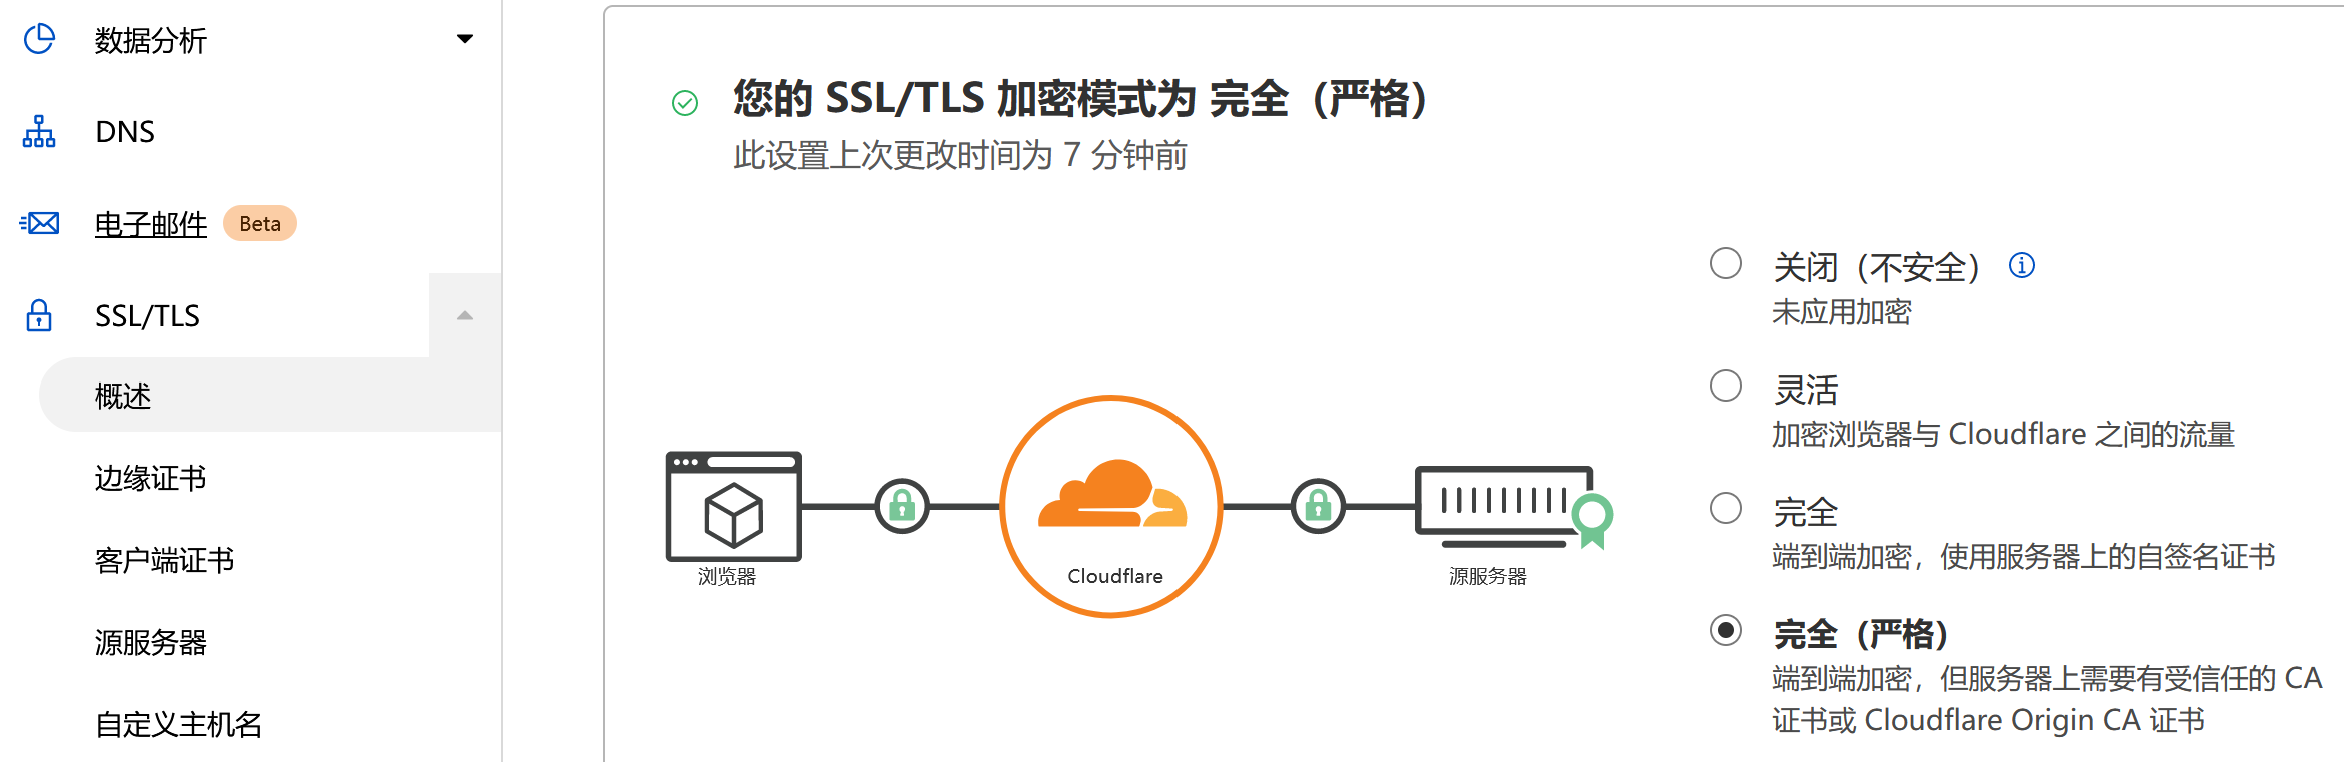 数据分析
DNS
电子邮件 Beta
SSL/TLS
概述
边缘证书
客户端证书
源服务器
自定义主机名
您的 SSL/TLS 加密模式为 完全（严格）
此设置上次更改时间为 7 分钟前
浏览器
Cloudflare
源服务器
关闭（不安全）
未应用加密
灵活
加密浏览器与 Cloudflare 之间的流量
完全
端到端加密，使用服务器上的自签名证书
完全（严格）
端到端加密，但服务器上需要有受信任的 CA
证书或 Cloudflare Origin CA 证书